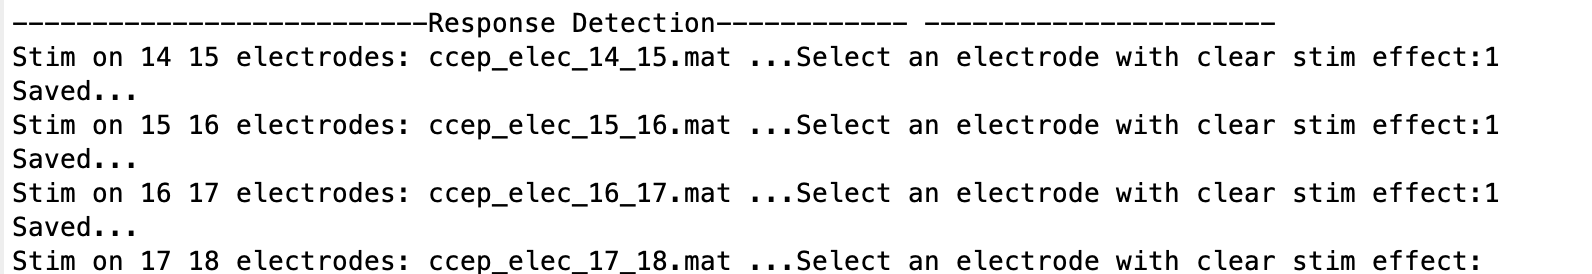 --------------------------Response Detection------------ ----------------------
Stim on 14 15 electrodes: ccep_elec_14_15.mat ...Select an electrode with clear stim effect:1
Saved...
Stim on 15 16 electrodes: ccep_elec_15_16.mat ...Select an electrode with clear stim effect:1
Saved...
Stim on 16 17 electrodes: ccep_elec_16_17.mat ...Select an electrode with clear stim effect:1
Saved...
Stim on 17 18 electrodes: ccep_elec_17_18.mat ...Select an electrode with clear stim effect: